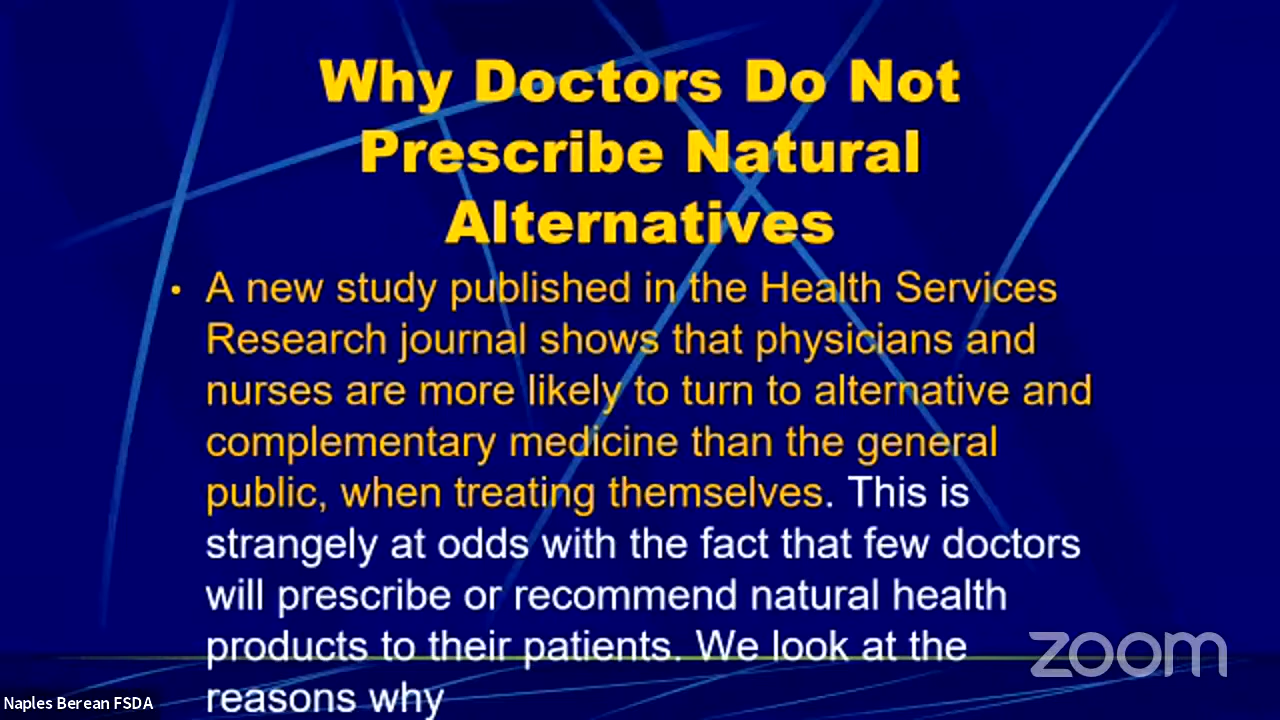 Why Doctors Do Not
Prescribe Natural
Alternatives
• A new study published in the Health Services
Research journal shows that physicians and
nurses are more likely to turn to alternative and
complementary medicine than the general
public, when treating themselves. This is
strangely at odds with the fact that few doctors
will prescribe or recommend natural health
products to their patients. We look at the
reasons why
zoom
Naples Berean FSDA